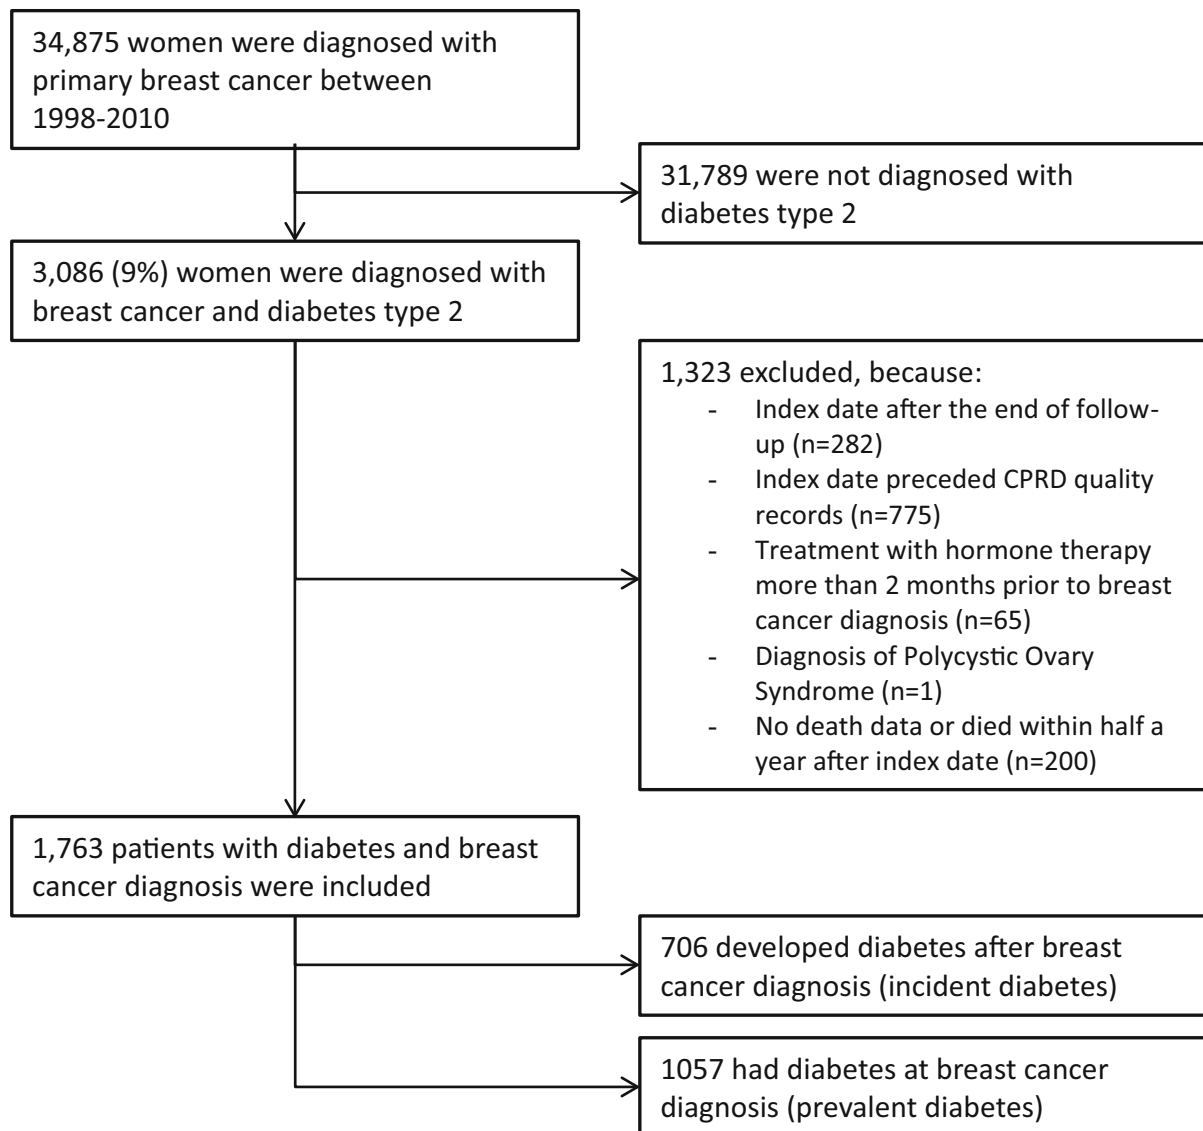 34,875 women were diagnosed with
primary breast cancer between
1998-2010
31,789 were not diagnosed with
diabetes type 2
3,086 (9%) women were diagnosed with
breast cancer and diabetes type 2
1,323 excluded, because:
- Index date after the end of follow-
up (n=282)
- Index date preceded CPRD quality
records (n=775)
- Treatment with hormone therapy
more than 2 months prior to breast
cancer diagnosis (n=65)
- Diagnosis of Polycystic Ovary
Syndrome (n=1)
- No death data or died within half a
year after index date (n=200)
1,763 patients with diabetes and breast
cancer diagnosis were included
706 developed diabetes after breast
cancer diagnosis (incident diabetes)
1057 had diabetes at breast cancer
diagnosis (prevalent diabetes)